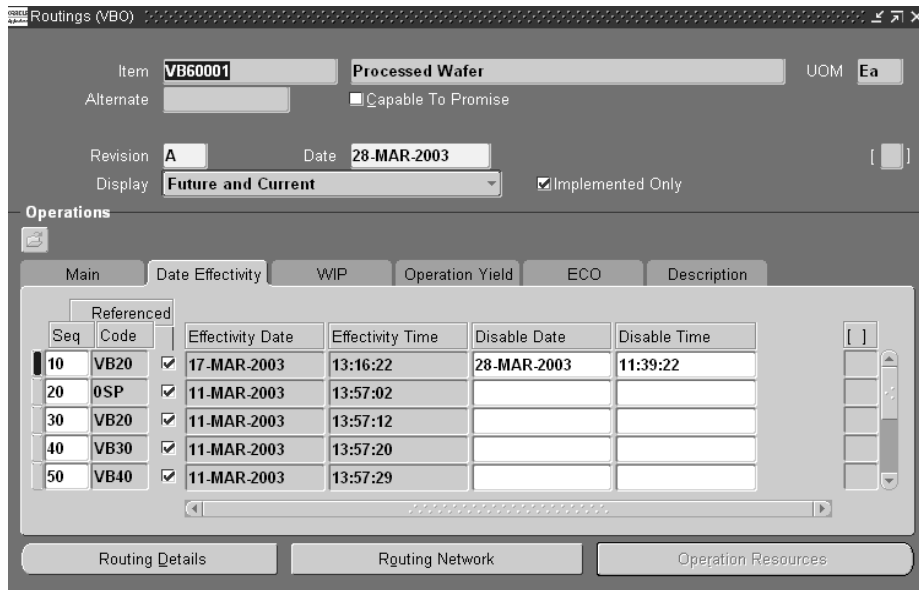 Routings (VBO)
Item VB60001 Processed Wafer UOM Ea
Alternate Capable To Promise
Revision A Date 28-MAR-2003 [ ]
Display Future and Current Implemented Only
Operations
Main Date Effectivity WIP Operation Yield ECO Description
Referenced
Seq Code Effectivity Date Effectivity Time Disable Date Disable Time [ ]
10 VB20 17-MAR-2003 13:16:22 28-MAR-2003 11:39:22
20 0SP 11-MAR-2003 13:57:02
30 VB20 11-MAR-2003 13:57:12
40 VB30 11-MAR-2003 13:57:20
50 VB40 11-MAR-2003 13:57:29
Routing Details Routing Network Operation Resources